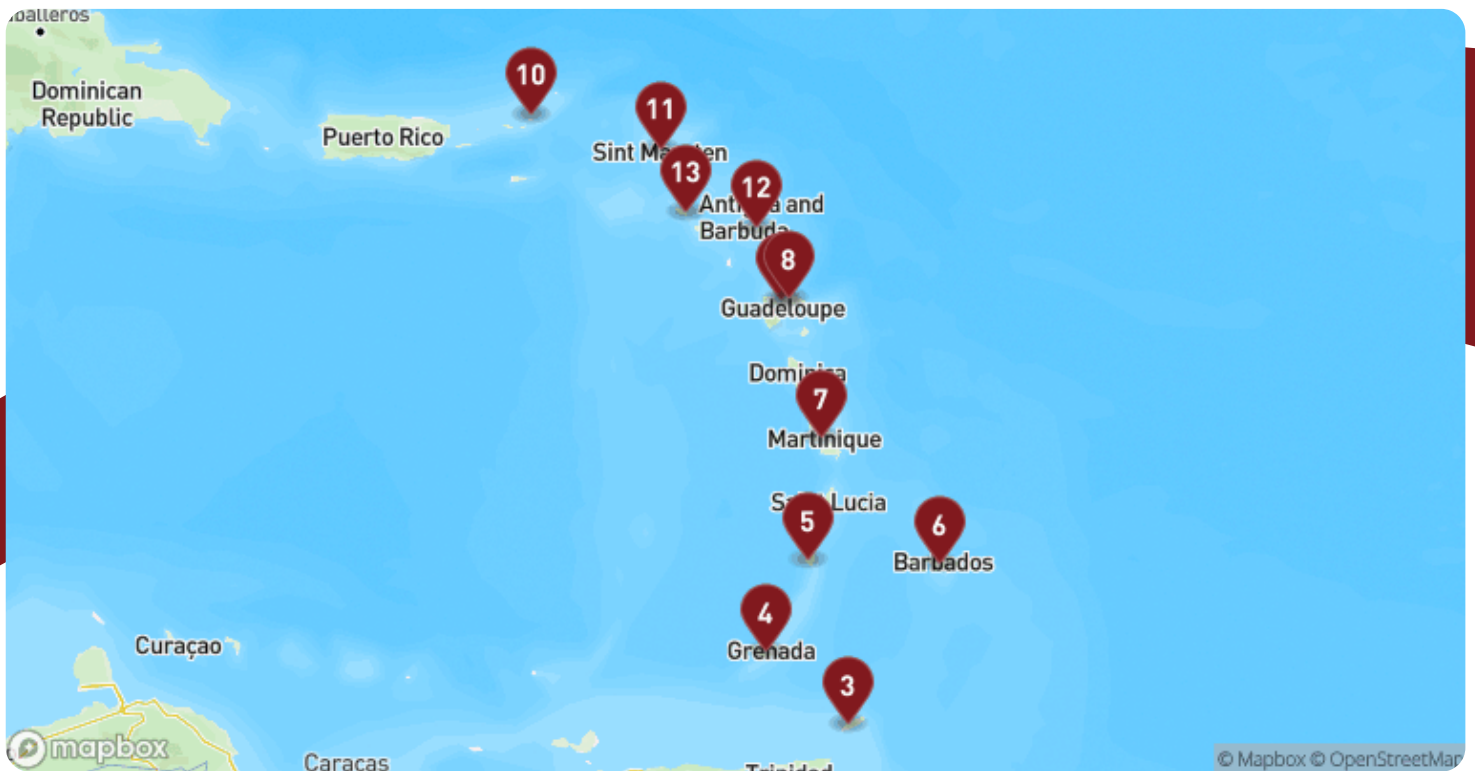 Dominican
Republic
Puerto Rico
10
11
13
12
Barbuda
8
Guadeloupe
7
Martinique
5
Lucia
6
Barbados
4
Grenada
3
Curaçao
Caracas
mapbox
© Mapbox © OpenStreetMap